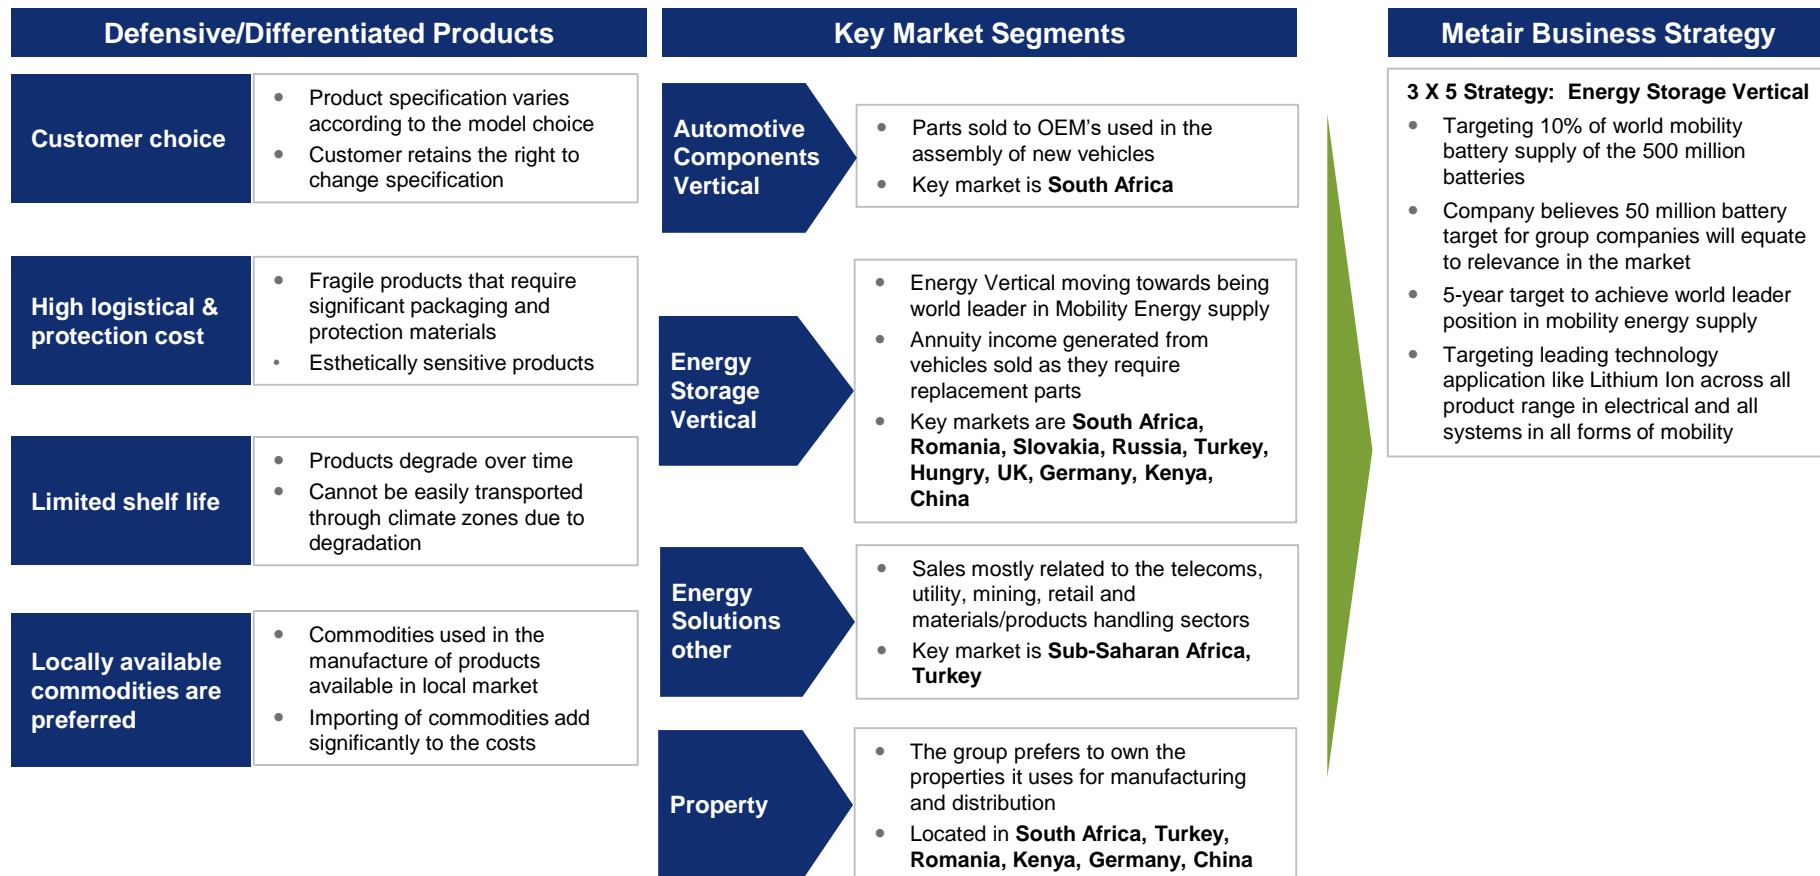 Defensive/Differentiated Products
Customer choice
• Product specification varies
according to the model choice
• Customer retains the right to
change specification
High logistical &
protection cost
• Fragile products that require
significant packaging and
protection materials
• Esthetically sensitive products
Limited shelf life
• Products degrade over time
• Cannot be easily transported
through climate zones due to
degradation
Locally available
commodities are
preferred
• Commodities used in the
manufacture of products
available in local market
• Importing of commodities add
significantly to the costs
Key Market Segments
Automotive
Components
Vertical
• Parts sold to OEM's used in the
assembly of new vehicles
• Key market is South Africa
Energy
Storage
Vertical
• Energy Vertical moving towards being
world leader in Mobility Energy supply
• Annuity income generated from
vehicles sold as they require
replacement parts
• Key markets are South Africa,
Romania, Slovakia, Russia, Turkey,
Hungry, UK, Germany, Kenya,
China
Energy
Solutions
other
• Sales mostly related to the telecoms,
utility, mining, retail and
materials/products handling sectors
• Key market is Sub-Saharan Africa,
Turkey
Property
• The group prefers to own the
properties it uses for manufacturing
and distribution
• Located in South Africa, Turkey,
Romania, Kenya, Germany, China
Metair Business Strategy
3 X 5 Strategy: Energy Storage Vertical
• Targeting 10% of world mobility
battery supply of the 500 million
batteries
• Company believes 50 million battery
target for group companies will equate
to relevance in the market
• 5-year target to achieve world leader
position in mobility energy supply
• Targeting leading technology
application like Lithium Ion across all
product range in electrical and all
systems in all forms of mobility